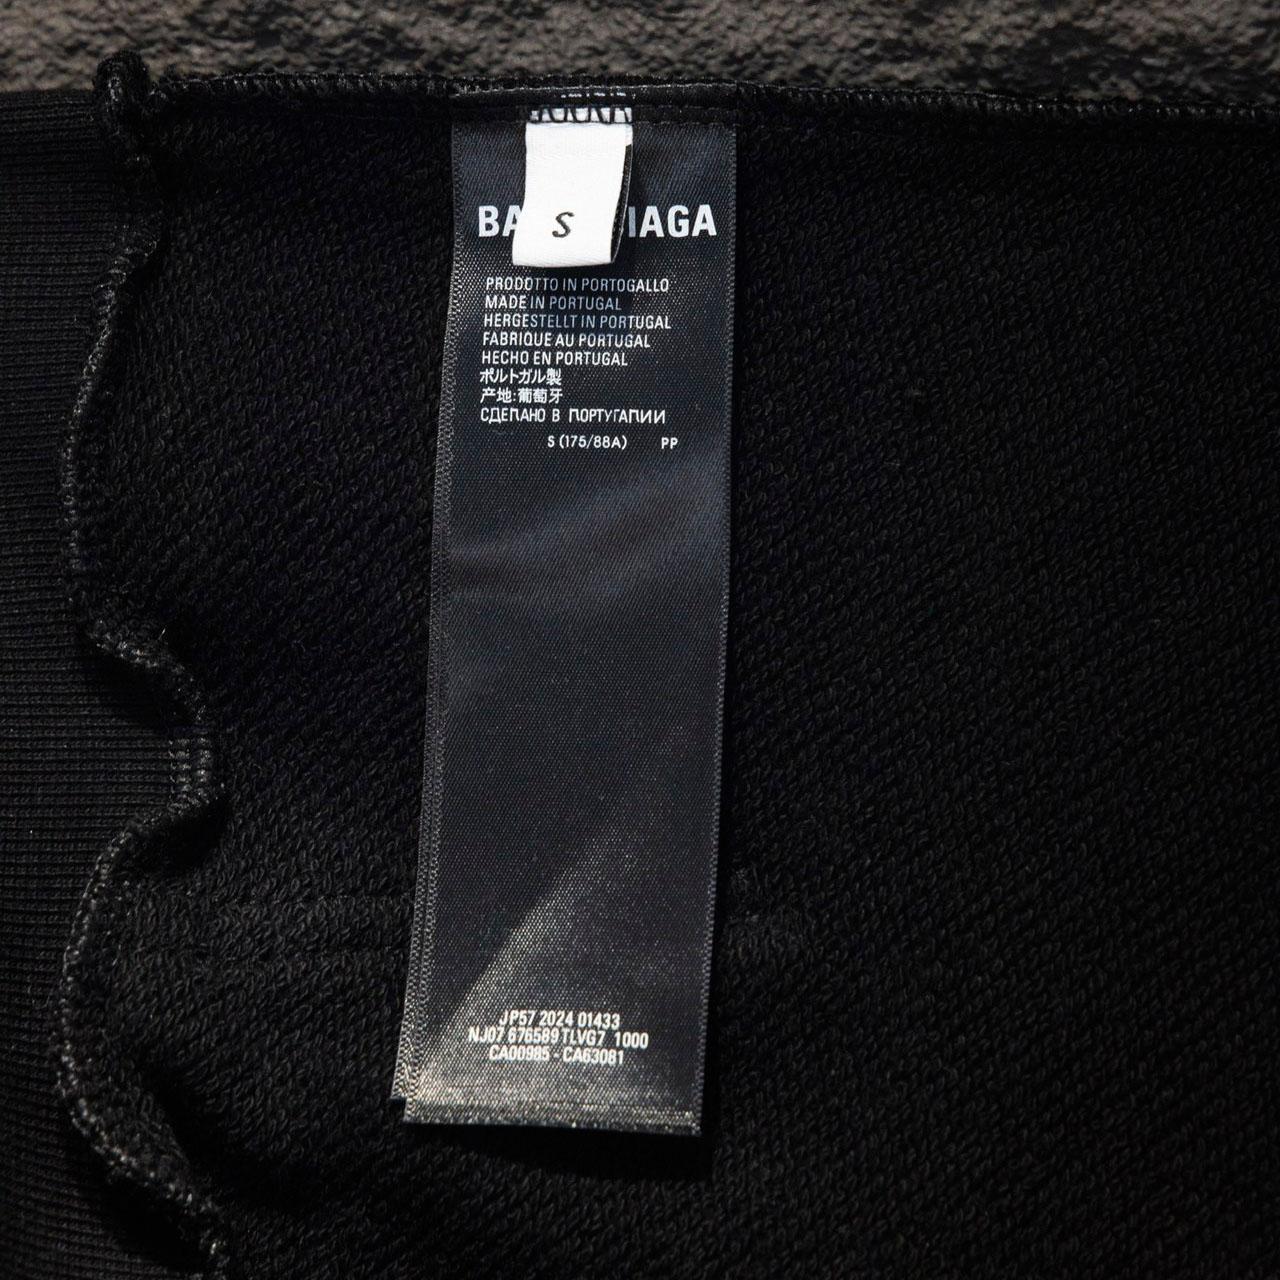 BA IAGA
S
PRODOTTO IN PORTOGALLO
MADE IN PORTUGAL
HERGESTELLT IN PORTUGAL
FABRIQUE AU PORTUGAL
HECHO EN PORTUGAL
ポルトガル製
产地:葡萄牙
СДЕЛАНО В ПОРТУГАЛИИ
S (175/88A) PP
JP57 2024 01433
NJ07 676589 TLVG7 1000
CA00985 - CA63081